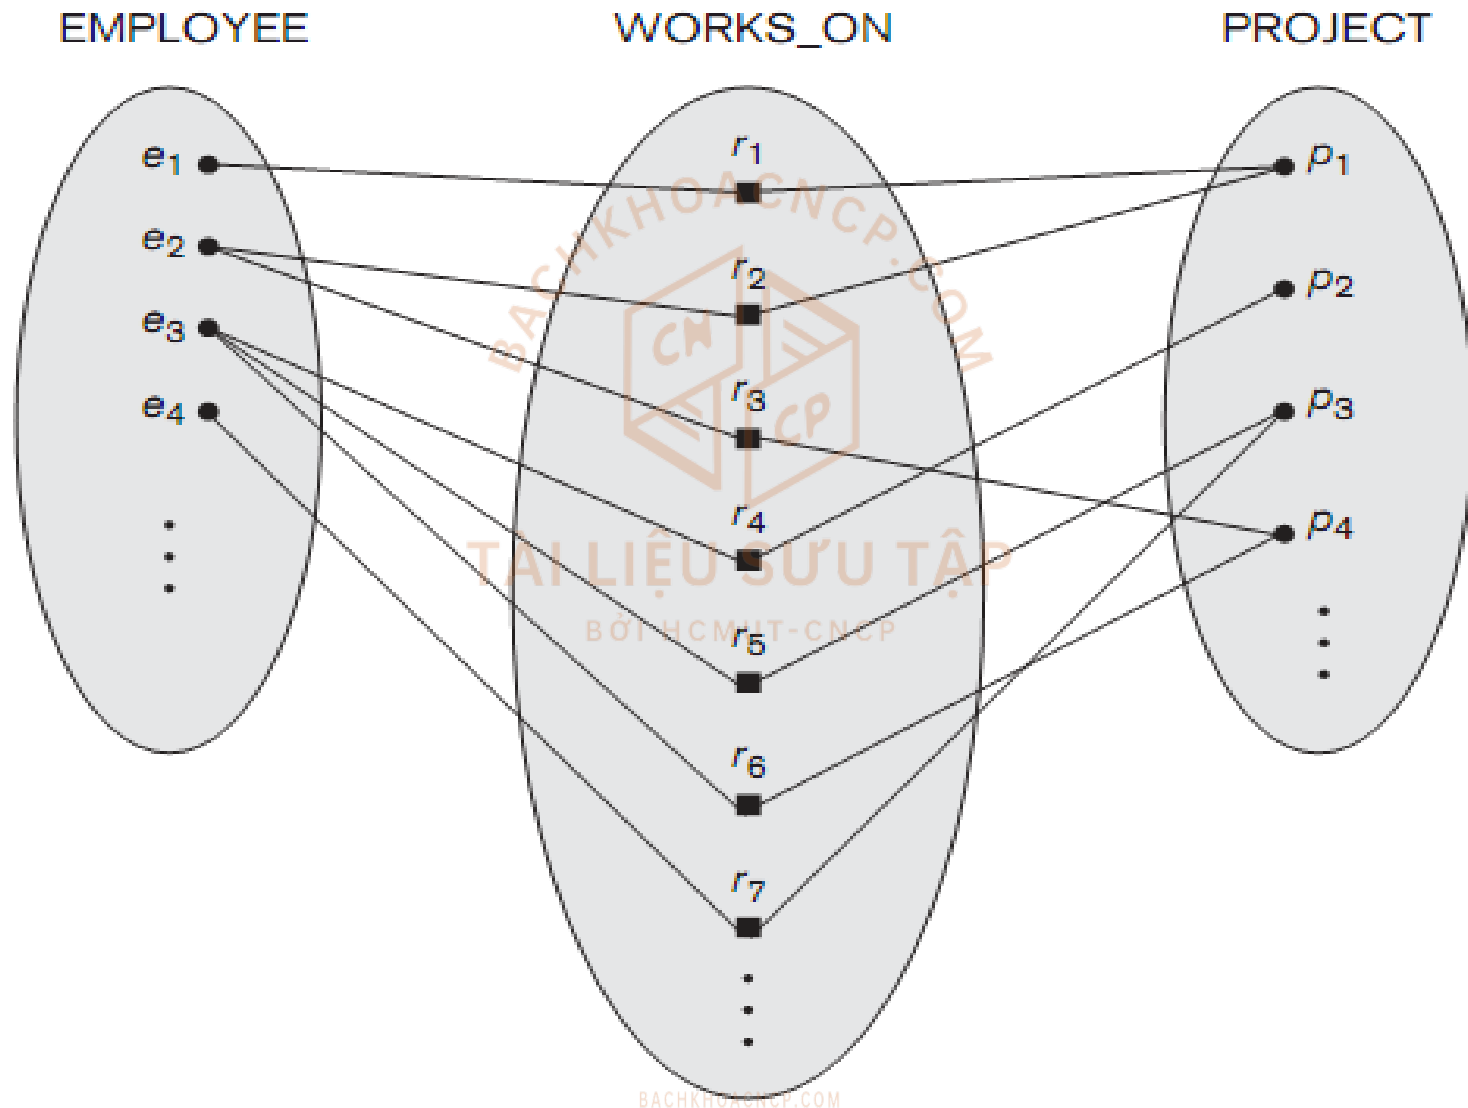 EMPLOYEE WORKS_ON PROJECT
e1 r1 p1
BACHKHOACNCP.COM
e2 r2 p2
e3 CN r3 p3
e4 CP r4 p4
TÀI LIỆU SƯU TẬP
BỞI HCMUT-CNCP
r5
r6
r7
BACHKHOACNCP.COM